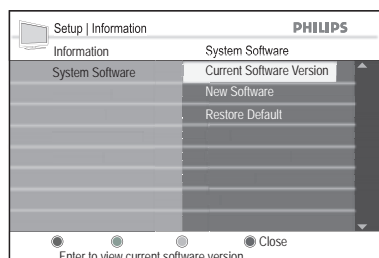 Setup | Information PHILIPS
Information System Software
System Software Current Software Version
New Software
Restore Default
Close
Enter to view current software version